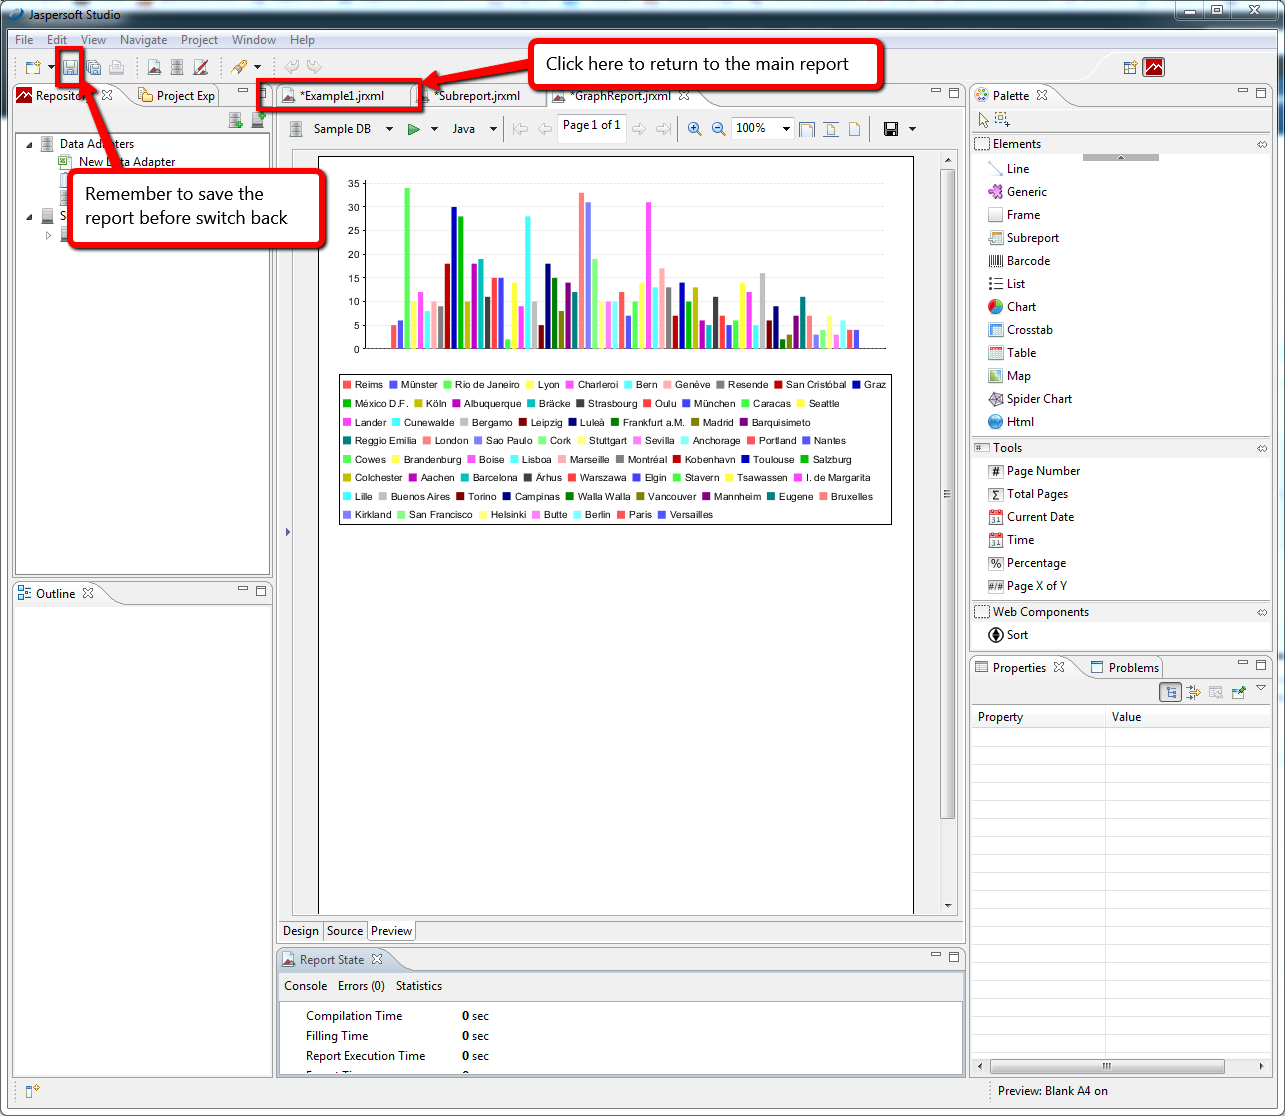 Jaspersoft Studio
File Edit View Navigate Project Window Help
Click here to return to the main report
Project Exp
*Example1.jrxml
*Subreport.jrxml
*GraphReport.jrxml
Palette
Sample DB
Java
Page 1 of 1
100%
Data Adapters
New Data Adapter
Remember to save the
report before switch back
35
30
25
20
15
10
5
0
Reims Münster Rio de Janeiro Lyon Charleroi Bern Genève Resende San Cristóbal Graz
México D.F. Köln Albuquerque Bräcke Strasbourg Oulu München Caracas Seattle
Lander Cunewalde Bergamo Leipzig Luleå Frankfurt a.M. Madrid Barquisimeto
Reggio Emilia London Sao Paulo Cork Stuttgart Sevilla Anchorage Portland Nantes
Cowes Brandenburg Boise Lisboa Marseille Montréal Kobenhavn Toulouse Salzburg
Colchester Aachen Barcelona Århus Warszawa Elgin Stavern Tsawassen I. de Margarita
Lille Buenos Aires Torino Campinas Walla Walla Vancouver Mannheim Eugene Bruxelles
Kirkland San Francisco Helsinki Butte Berlin Paris Versailles
Elements
Line
Generic
Frame
Subreport
Barcode
List
Chart
Crosstab
Table
Map
Spider Chart
Html
Tools
Page Number
Total Pages
Current Date
Time
Percentage
Page X of Y
Web Components
Sort
Outline
Properties
Problems
Property Value
Design Source Preview
Report State
Console Errors (0) Statistics
Compilation Time 0 sec
Filling Time 0 sec
Report Execution Time 0 sec
Preview: Blank A4 on